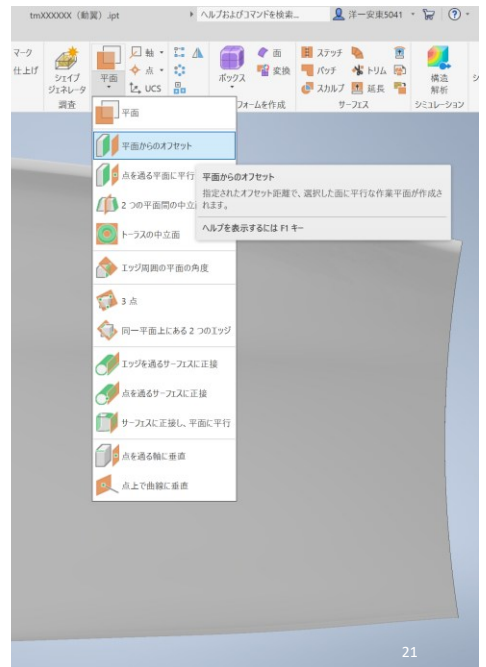 tmXXXXXX（動翼）.ipt
ヘルプおよびコマンドを検索...
洋一安東5041
マーク
仕上げ
シェイプ
ジェネレータ
調査
平面
軸
点
UCS
ボックス
面
変換
フォームを作成
ステッチ
パッチ
トリム
スカルプ
延長
サーフェス
構造
解析
シミュレーション
平面
平面からのオフセット
点を通る平面に平行
2 つの平面間の中立
トーラスの中立面
エッジ周囲の平面の角度
3 点
同一平面上にある 2 つのエッジ
エッジを通るサーフェスに正接
点を通るサーフェスに正接
サーフェスに正接し、平面に平行
点を通る軸に垂直
点上で曲線に垂直
平面からのオフセット
指定されたオフセット距離で、選択した面に平行な作業平面が作成さ
れます。
ヘルプを表示するには F1 キー
21